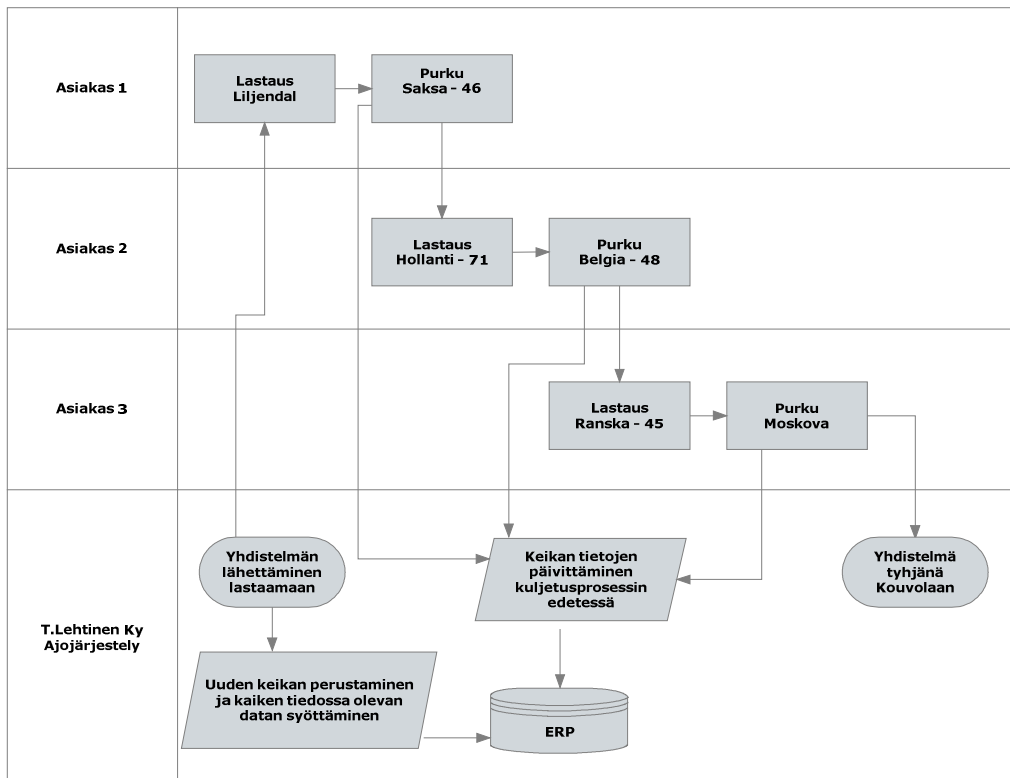 Asiakas 1
Lastaus
Liljendal
Purku
Saksa - 46
Asiakas 2
Lastaus
Hollanti - 71
Purku
Belgia - 48
Asiakas 3
Lastaus
Ranska - 45
Purku
Moskova
T.Lehtinen Ky
Ajojärjestely
Yhdistelmän
lähettäminen
lastaamaan
Keikan tietojen
päivittäminen
kuljetusprosessin
edetessä
Yhdistelmä
tyhjänä
Kouvolaan
Uuden keikan perustaminen
ja kaiken tiedossa olevan
datan syöttäminen
ERP